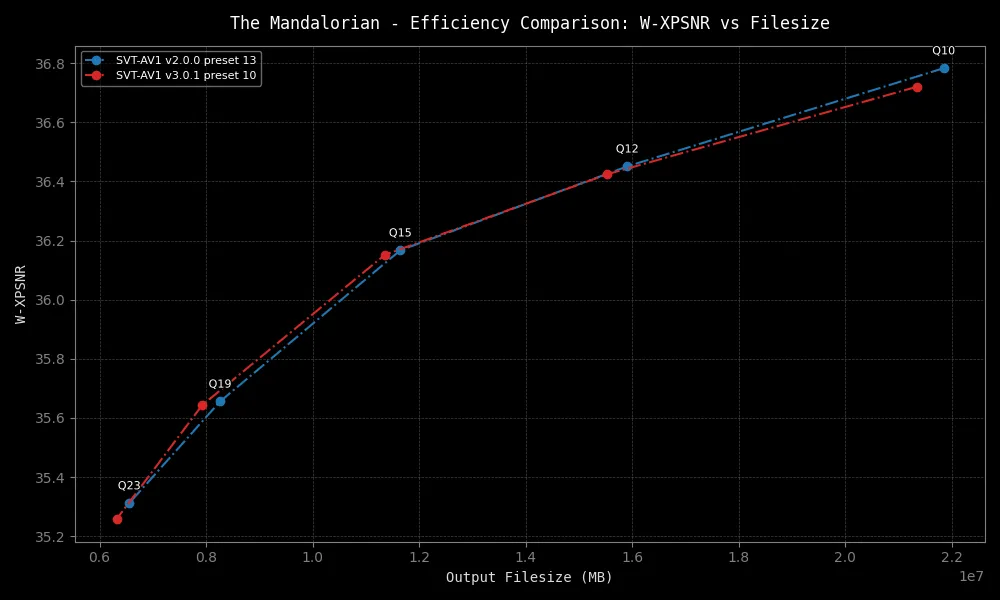 The Mandalorian - Efficiency Comparison: W-XPSNR vs Filesize
SVT-AV1 v2.0.0 preset 13
SVT-AV1 v3.0.1 preset 10
Q10
Q12
Q15
Q19
Q23
36.8
36.6
36.4
36.2
36.0
35.8
35.6
35.4
35.2
W-XPSNR
0.6 0.8 1.0 1.2 1.4 1.6 1.8 2.0 2.2
1e7
Output Filesize (MB)